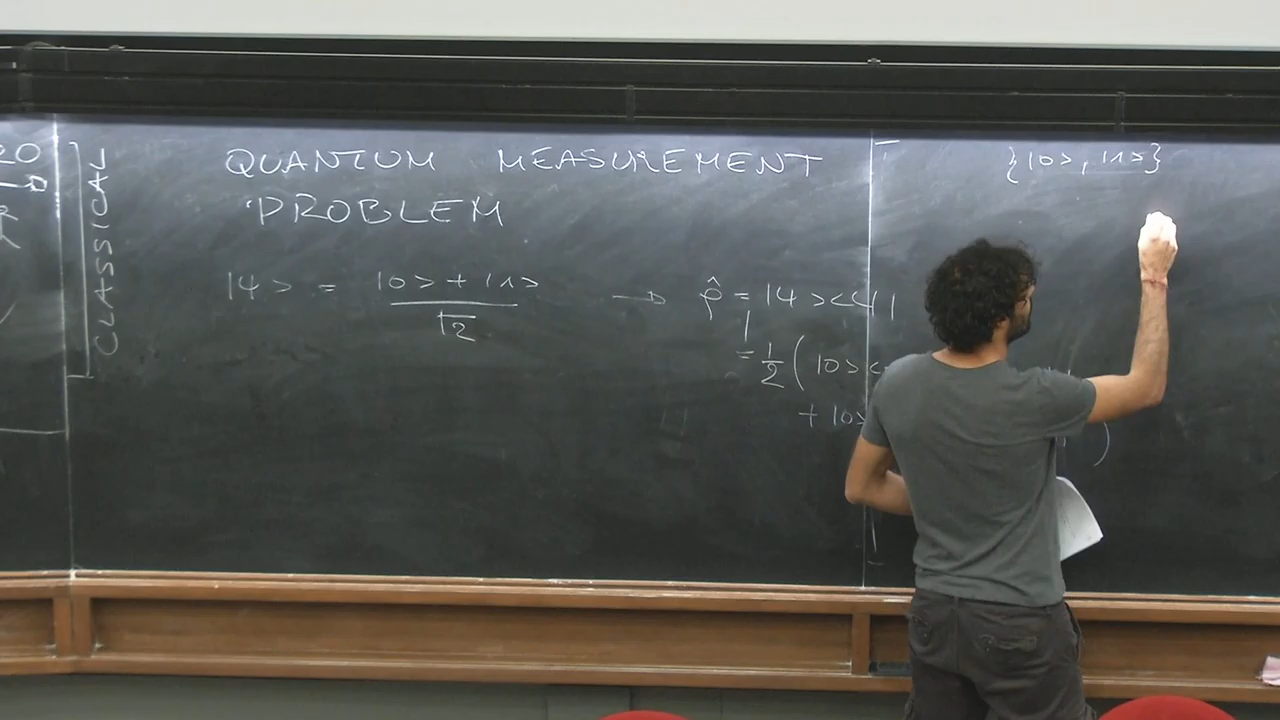 CLASSICAL
QUANTUM MEASUREMENT
PROBLEM
|ψ> = |0> + |1> / √2 → ρ̂ = |ψ><ψ|
= 1/2 ( |0><
+ |0>
)
{|0>, |1>}